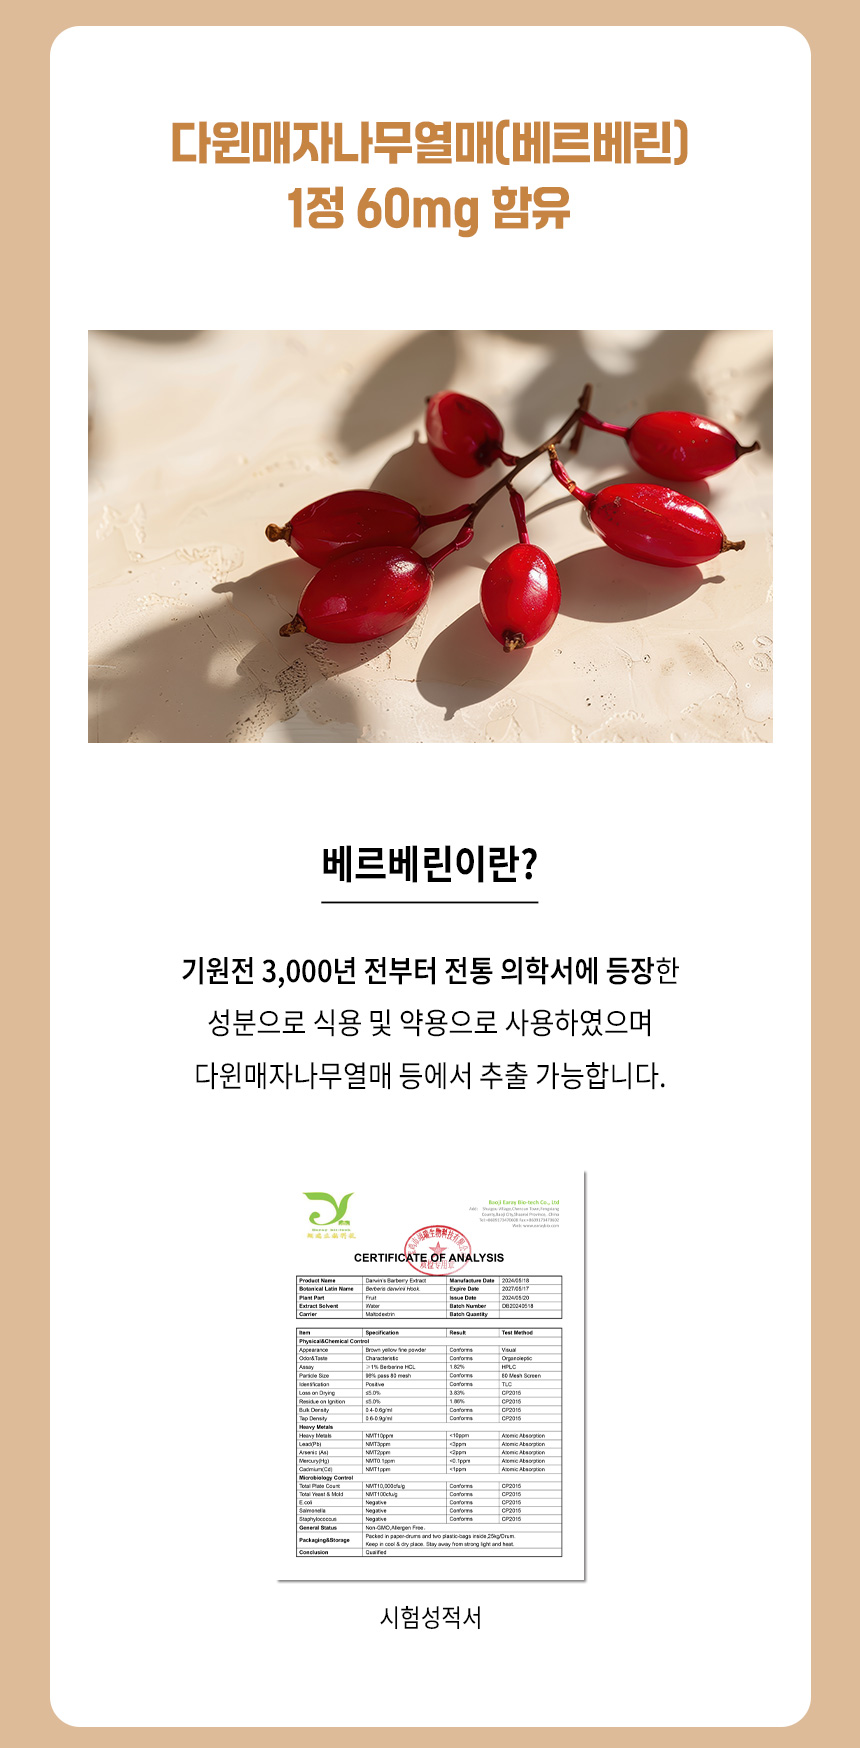 다윈매자나무열매(베르베린)
1정 60mg 함유
베르베린이란?
기원전 3,000년 전부터 전통 의학서에 등장한
성분으로 식용 및 약용으로 사용하였으며
다윈매자나무열매 등에서 추출 가능합니다.
Baoji Earay Bio-tech Co., Ltd
CERTIFICATE OF ANALYSIS
Product Name Darwin's Barberry Extract Manufacture Date 2024/05/18
Botanical Latin Name Berberis darwinii Hook. Expire Date 2027/05/17
Plant Part Fruit Issue Date 2024/05/20
Extract Solvent Water Batch Number DB20240518
Carrier Maltodextrin Batch Quantity
Item Specification Result Test Method
Physical&Chemical Control
Appearance Brown yellow fine powder Conforms Visual
Odor&Taste Characteristic Conforms Organoleptic
Assay ≥1% Berberine HCL 1.82% HPLC
Particle Size 98% pass 80 mesh Conforms 80 Mesh Screen
Identification Positive Conforms TLC
Loss on Drying ≤5.0% 3.83% CP2015
Residue on Ignition ≤5.0% 1.86% CP2015
Bulk Density 0.4-0.6g/ml Conforms CP2015
Tap Density 0.6-0.9g/ml Conforms CP2015
Heavy Metals
Heavy Metals NMT10ppm <10ppm Atomic Absorption
Lead(Pb) NMT3ppm <3ppm Atomic Absorption
Arsenic (As) NMT2ppm <2ppm Atomic Absorption
Mercury(Hg) NMT0.1ppm <0.1ppm Atomic Absorption
Cadmium(Cd) NMT1ppm <1ppm Atomic Absorption
Microbiology Control
Total Plate Count NMT10,000cfu/g Conforms CP2015
Total Yeast & Mold NMT100cfu/g Conforms CP2015
E.coli Negative Conforms CP2015
Salmonella Negative Conforms CP2015
Staphylococcus Negative Conforms CP2015
General Status Non-GMO,Allergen Free.
Packaging&Storage Packed in paper-drums and two plastic-bags inside,25kg/Drum.
Keep in cool & dry place. Stay away from strong light and heat.
Conclusion Qualified
시험성적서